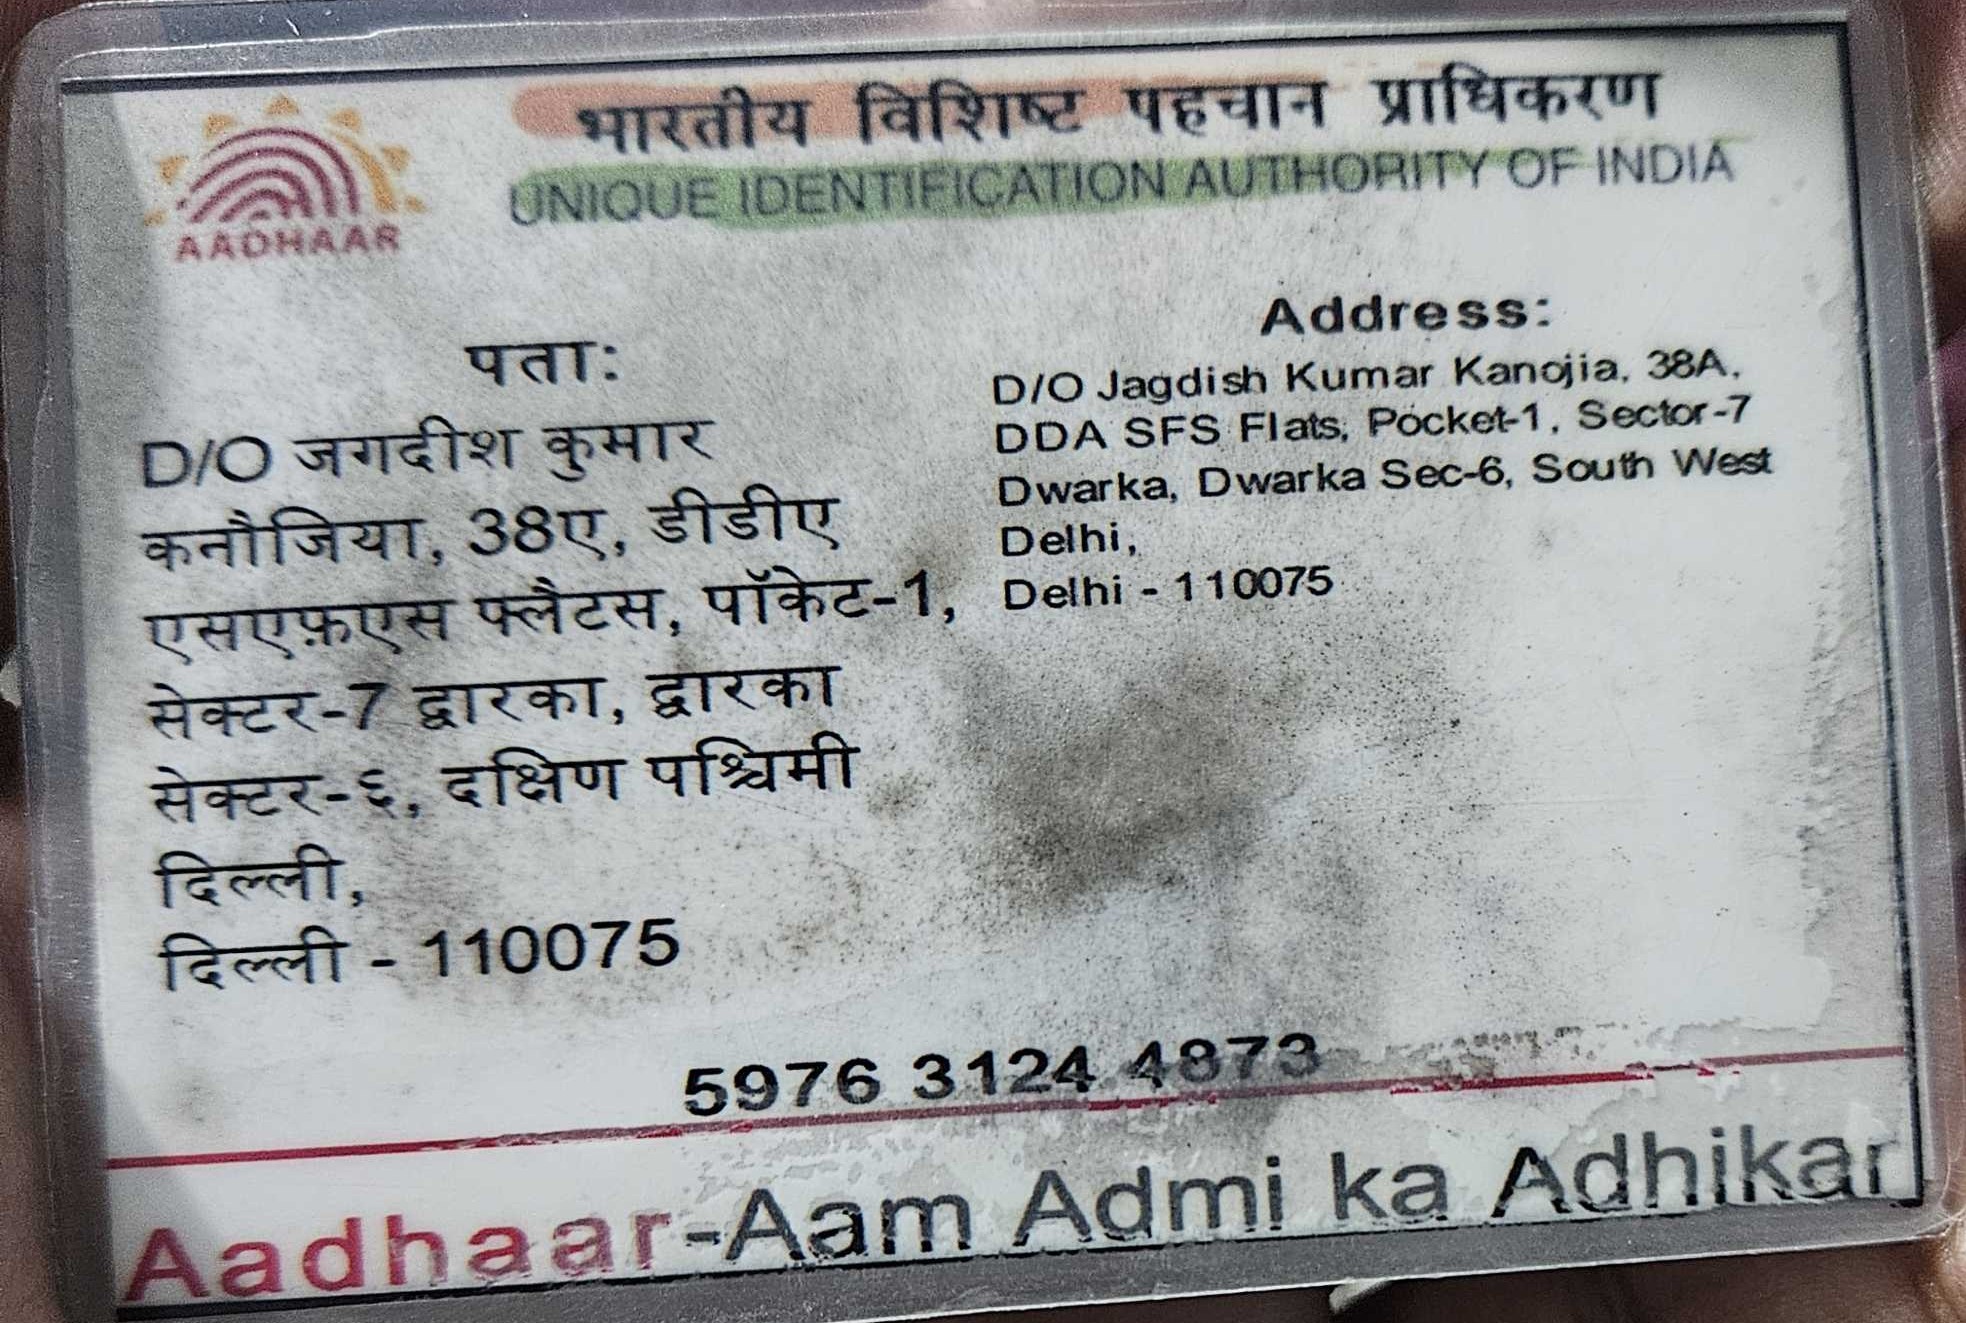 भारतीय विशिष्ट पहचान प्राधिकरण
UNIQUE IDENTIFICATION AUTHORITY OF INDIA
AADHAAR
पता:
D/O जगदीश कुमार
कनौजिया, 38ए, डीडीए
एसएफ़एस फ्लैटस, पॉकेट-1,
सेक्टर-7 द्वारका, द्वारका
सेक्टर-६, दक्षिण पश्चिमी
दिल्ली,
दिल्ली - 110075
Address:
D/O Jagdish Kumar Kanojia, 38A,
DDA SFS Flats, Pocket-1, Sector-7
Dwarka, Dwarka Sec-6, South West
Delhi,
Delhi - 110075
5976 3124 4873
Aadhaar-Aam Admi ka Adhikar